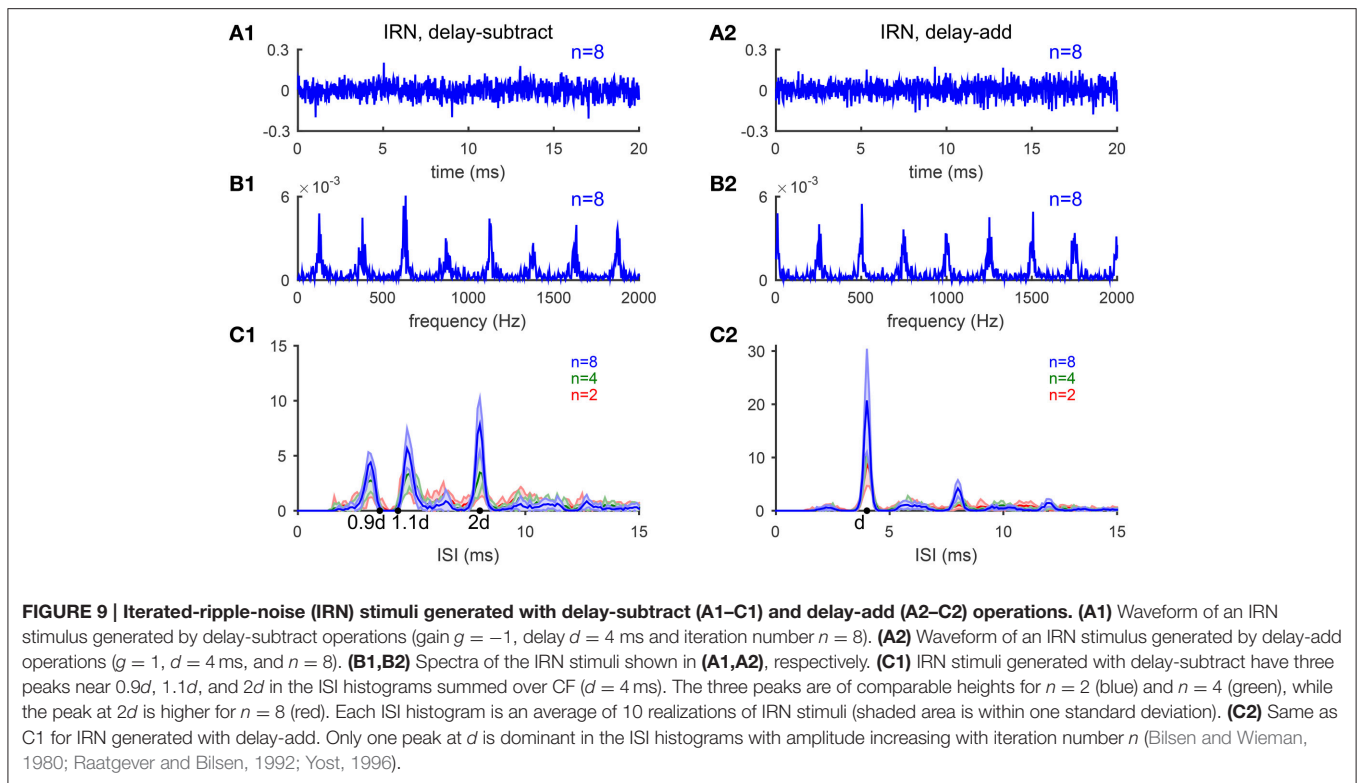 A1
IRN, delay-subtract
n=8
0.3
0
-0.3
0 5 10 15 20
time (ms)
A2
IRN, delay-add
n=8
0.3
0
-0.3
0 5 10 15 20
time (ms)
B1
× 10⁻³
n=8
6
0
0 500 1000 1500 2000
frequency (Hz)
B2
× 10⁻³
n=8
6
0
0 500 1000 1500 2000
frequency (Hz)
C1
n=8
n=4
n=2
15
10
5
0
0 0.9d 1.1d 2d 10 15
ISI (ms)
C2
n=8
n=4
n=2
30
20
10
0
0 d 5 10 15
ISI (ms)
FIGURE 9 | Iterated-ripple-noise (IRN) stimuli generated with delay-subtract (A1–C1) and delay-add (A2–C2) operations. (A1) Waveform of an IRN
stimulus generated by delay-subtract operations (gain g = −1, delay d = 4 ms and iteration number n = 8). (A2) Waveform of an IRN stimulus generated by delay-add
operations (g = 1, d = 4 ms, and n = 8). (B1,B2) Spectra of the IRN stimuli shown in (A1,A2), respectively. (C1) IRN stimuli generated with delay-subtract have three
peaks near 0.9d, 1.1d, and 2d in the ISI histograms summed over CF (d = 4 ms). The three peaks are of comparable heights for n = 2 (blue) and n = 4 (green), while
the peak at 2d is higher for n = 8 (red). Each ISI histogram is an average of 10 realizations of IRN stimuli (shaded area is within one standard deviation). (C2) Same as
C1 for IRN generated with delay-add. Only one peak at d is dominant in the ISI histograms with amplitude increasing with iteration number n (Bilsen and Wieman,
1980; Raatgever and Bilsen, 1992; Yost, 1996).